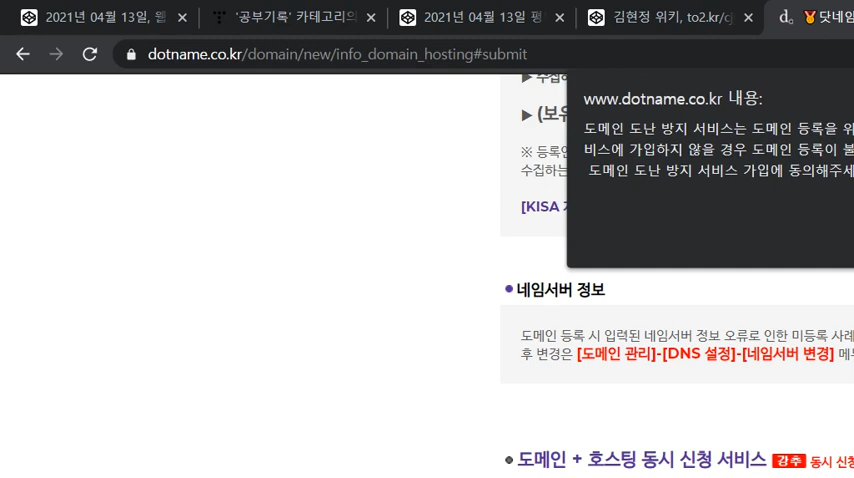 2021년 04월 13일, 웹
'공부기록' 카테고리의
2021년 04월 13일 평
김현정 위키, to2.kr/cj
닷네임
dotname.co.kr/domain/new/info_domain_hosting#submit
▶ 수집하
www.dotname.co.kr 내용:
▶ (보유
도메인 도난 방지 서비스는 도메인 등록을 위
※ 등록인
비스에 가입하지 않을 경우 도메인 등록이 불
수집하는
도메인 도난 방지 서비스 가입에 동의해주세
[KISA
네임서버 정보
도메인 등록 시 입력된 네임서버 정보 오류로 인한 미등록 사례
후 변경은 [도메인 관리]-[DNS 설정]-[네임서버 변경] 메뉴
도메인 + 호스팅 동시 신청 서비스 강추 동시 신청